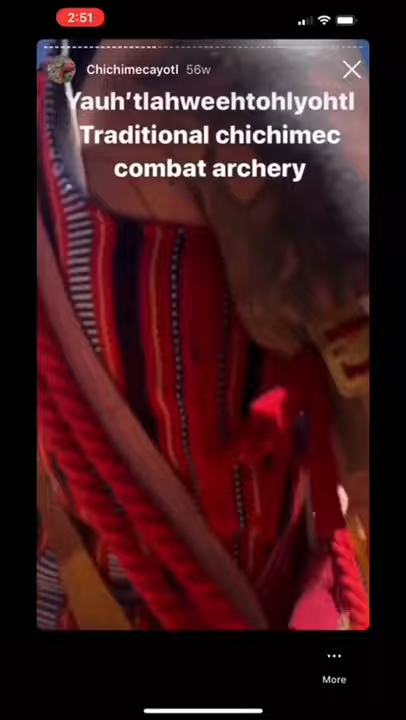 2:51
Chichimecayotl 56w
Yauh'tlahweehtohlyohtl
Traditional chichimec
combat archery
More